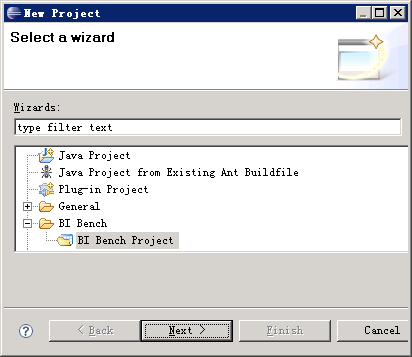 New Project
Select a wizard
Wizards:
type filter text
Java Project
Java Project from Existing Ant Buildfile
Plug-in Project
General
BI Bench
BI Bench Project
? < Back Next > Finish Cancel